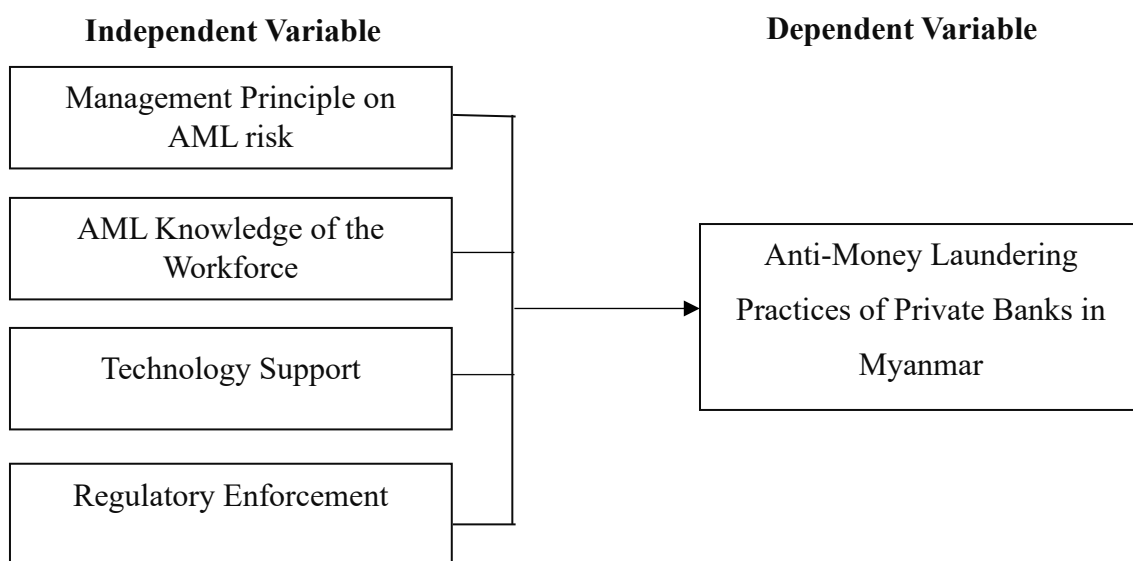 Independent Variable
Management Principle on
AML risk
AML Knowledge of the
Workforce
Technology Support
Regulatory Enforcement
Dependent Variable
Anti-Money Laundering
Practices of Private Banks in
Myanmar